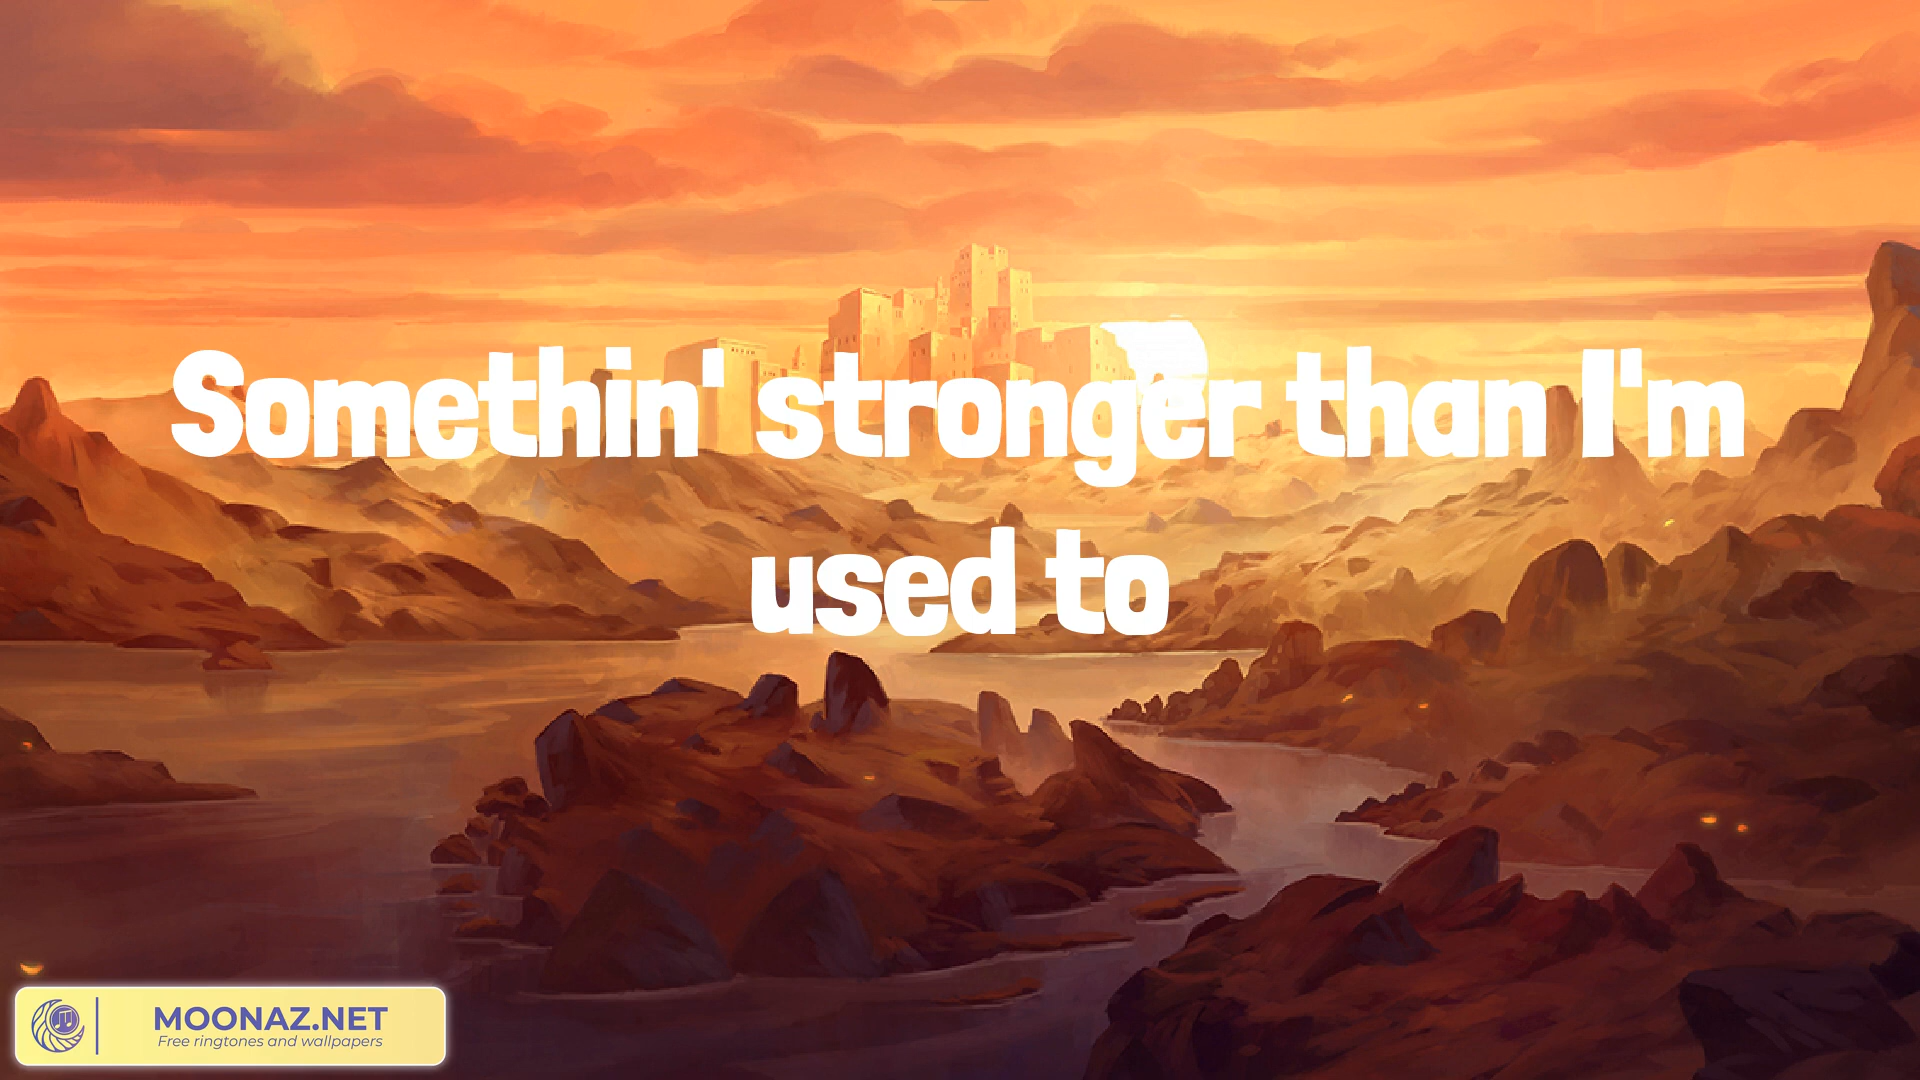 Somethin' stronger than I'm
used to
MOONAZ.NET
Free ringtones and wallpapers